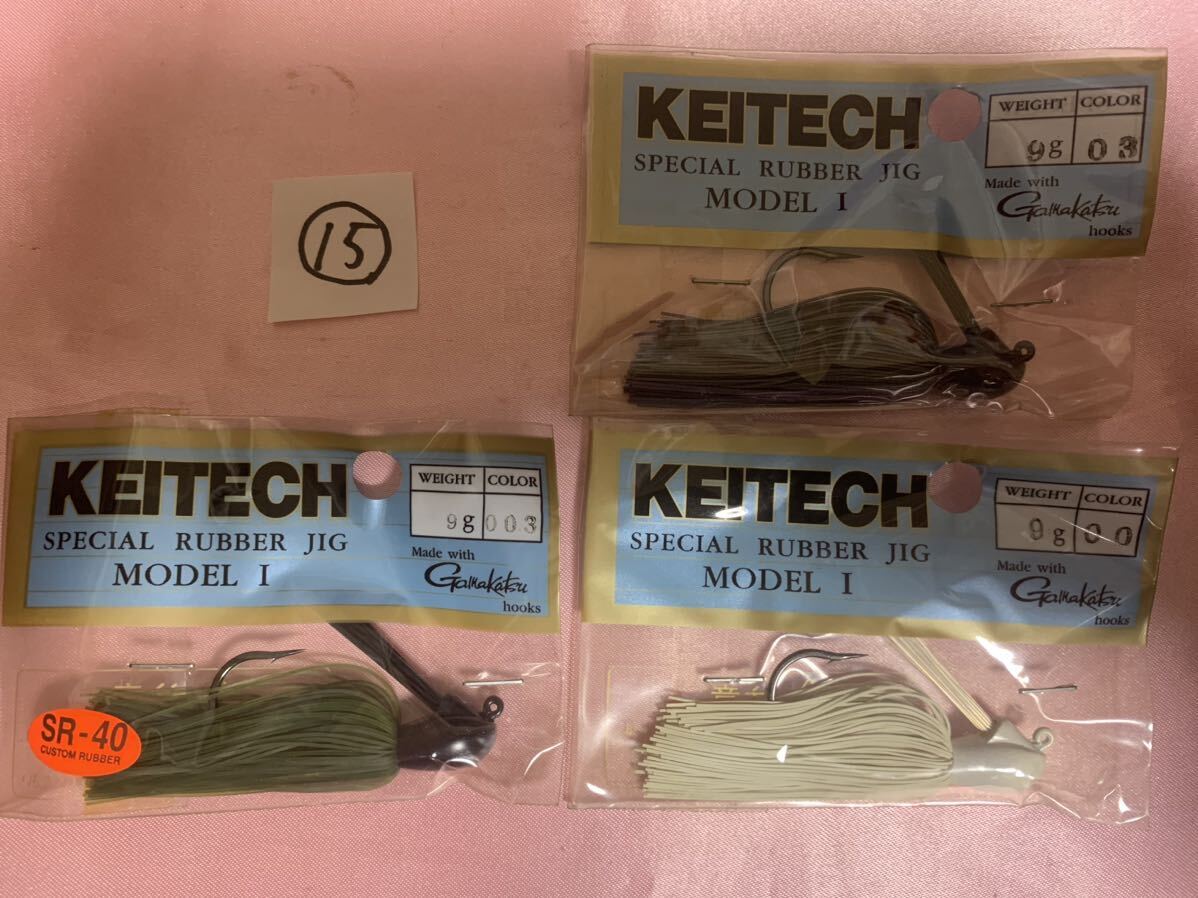 15
KEITECH
SPECIAL RUBBER JIG
MODEL I
WEIGHT COLOR
9g 03
Made with
Gamakatsu
hooks
KEITECH
SPECIAL RUBBER JIG
MODEL I
WEIGHT COLOR
9g 003
Made with
Gamakatsu
hooks
SR-40
CUSTOM RUBBER
KEITECH
SPECIAL RUBBER JIG
MODEL I
WEIGHT COLOR
9g 00
Made with
Gamakatsu
hooks